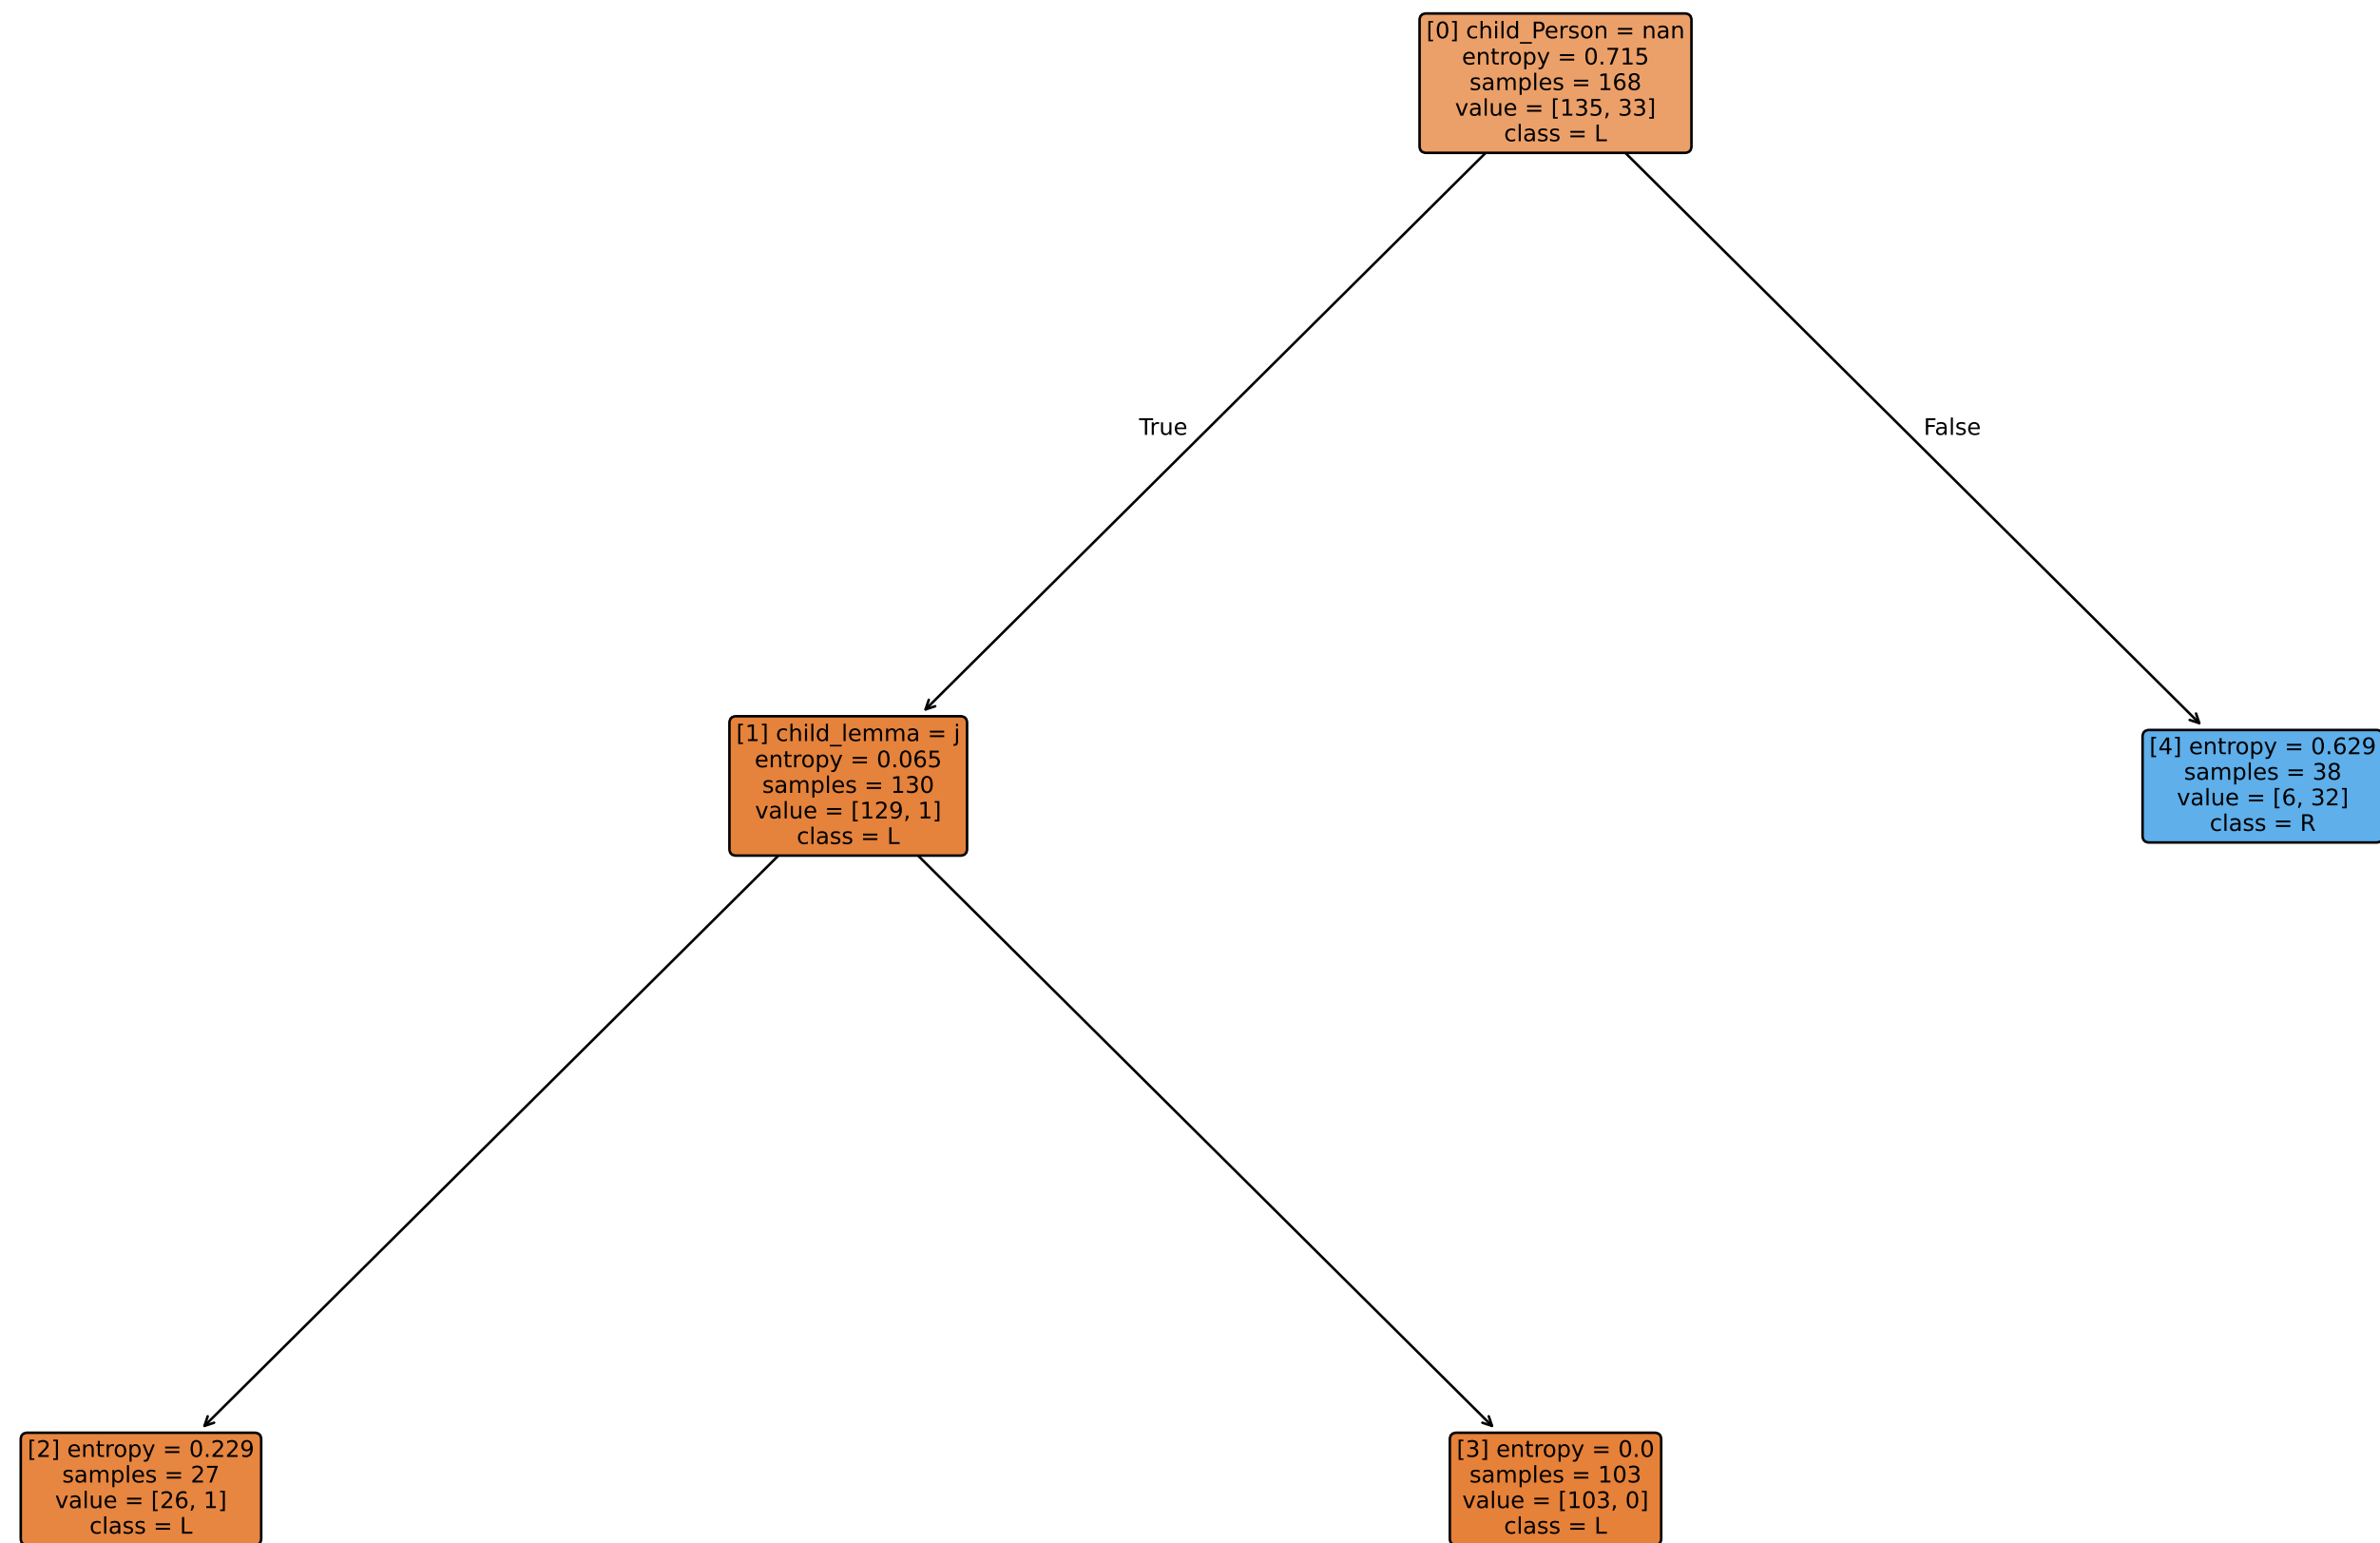 [0] child_Person = nan
entropy = 0.715
samples = 168
value = [135, 33]
class = L
True
False
[1] child_lemma = j
entropy = 0.065
samples = 130
value = [129, 1]
class = L
[4] entropy = 0.629
samples = 38
value = [6, 32]
class = R
[2] entropy = 0.229
samples = 27
value = [26, 1]
class = L
[3] entropy = 0.0
samples = 103
value = [103, 0]
class = L